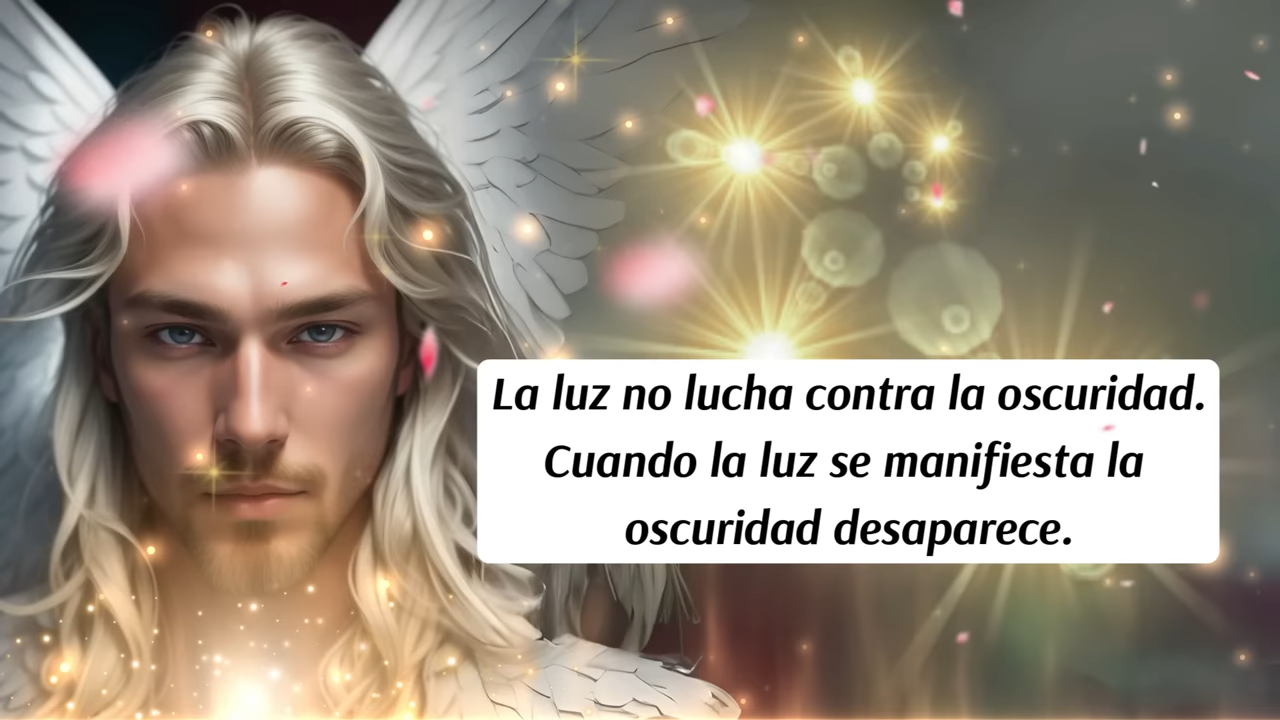 La luz no lucha contra la oscuridad.
Cuando la luz se manifiesta la
oscuridad desaparece.